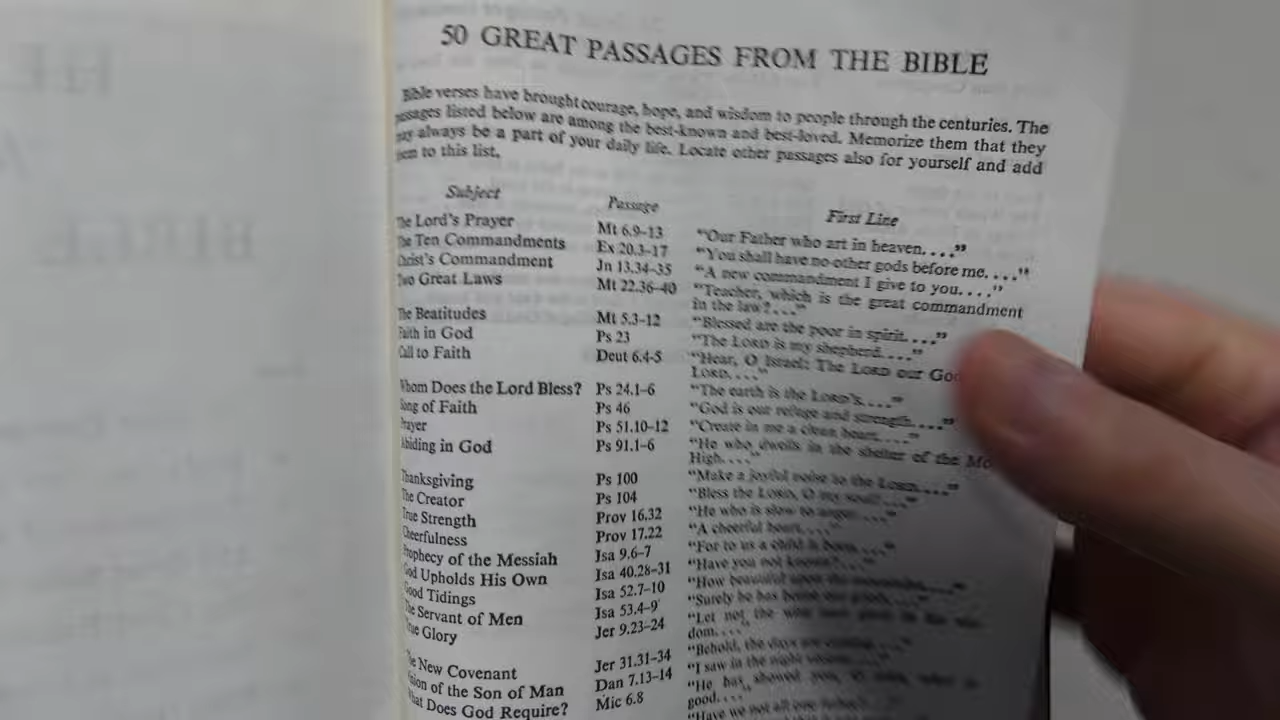 50 GREAT PASSAGES FROM THE BIBLE
Bible verses have brought courage, hope, and wisdom to people through the centuries. The
passages listed below are among the best-known and best-loved. Memorize them that they
may always be a part of your daily life. Locate other passages also for yourself and add
them to this list.
Subject Passage First Line
The Lord's Prayer Mt 6.9–13 "Our Father who art in heaven...."
The Ten Commandments Ex 20.3–17 "You shall have no other gods before me...."
Christ's Commandment Jn 13.34–35 "A new commandment I give to you...."
Two Great Laws Mt 22.36–40 "Teacher, which is the great commandment
in the law?..."
The Beatitudes Mt 5.3–12 "Blessed are the poor in spirit...."
Faith in God Ps 23 "The LORD is my shepherd...."
Call to Faith Deut 6.4-5 "Hear, O Israel: The LORD our
LORD...."
Whom Does the Lord Bless? Ps 24.1–6 "The earth is the LORD'S...."
Song of Faith Ps 46 "God is our refuge and strength...."
Prayer Ps 51.10–12 "Create in me a clean heart...."
Abiding in God Ps 91.1–6 "He who dwells in the shelter of the
High...."
Thanksgiving Ps 100 "Make a joyful noise to the LORD...."
The Creator Ps 104 "Bless the LORD, O my soul!..."
True Strength Prov 16.32 "He who is slow to anger...."
Cheerfulness Prov 17.22 "A cheerful heart...."
Prophecy of the Messiah Isa 9.6–7 "For to us a child is born...."
God Upholds His Own Isa 40.28–31 "Have you not known?..."
Good Tidings Isa 52.7–10 "How beautiful upon the mountains...."
The Servant of Men Isa 53.4–9 "Surely he has borne our griefs...."
True Glory Jer 9.23–24 "Let not the wise
dom...."
The New Covenant Jer 31.31–34 "Behold, the days are coming...."
Vision of the Son of Man Dan 7.13–14 "I saw in the night visions...."
What Does God Require? Mic 6.8 "He has showed you, O man, what is
good....
"Have we not all one father?...